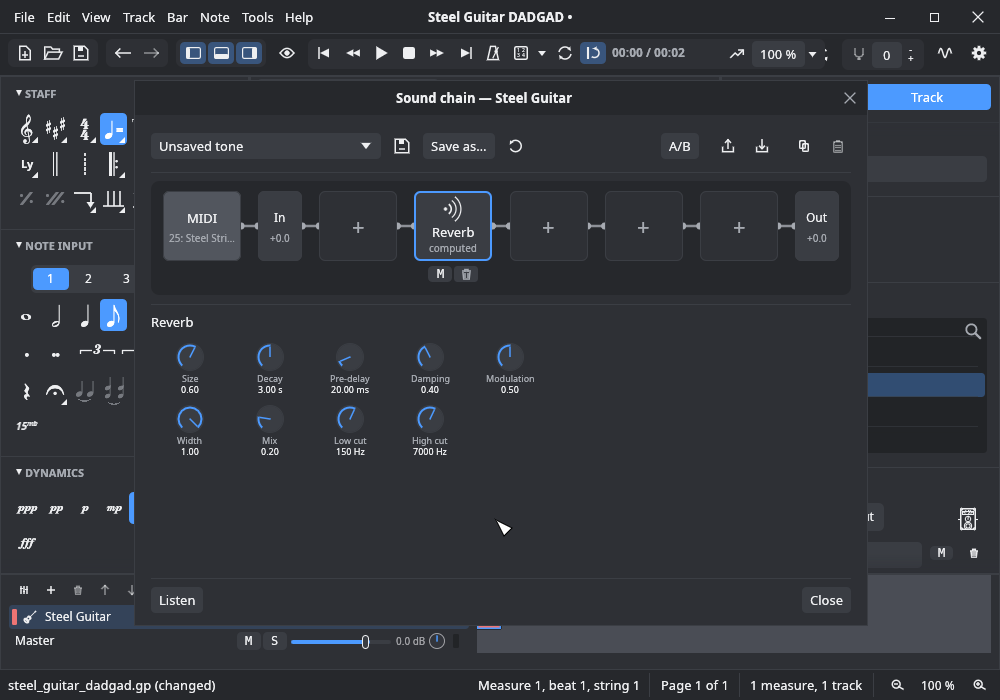 File Edit View Track Bar Note Tools Help
Steel Guitar DADGAD •
00:00 / 00:02
100 %
0
STAFF
Track
Sound chain — Steel Guitar
Unsaved tone
Save as...
A/B
Ly
MIDI
25: Steel Stri...
In
+0.0
+
Reverb
computed
+
+
+
Out
+0.0
M
NOTE INPUT
1 2 3
Reverb
Size
0.60
Decay
3.00 s
Pre-delay
20.00 ms
Damping
0.40
Modulation
0.50
Width
1.00
Mix
0.20
Low cut
150 Hz
High cut
7000 Hz
3
15mb
DYNAMICS
ppp pp p mp
fff
M
Listen
Close
Steel Guitar
Master
M S
0.0 dB
steel_guitar_dadgad.gp (changed)
Measure 1, beat 1, string 1
Page 1 of 1
1 measure, 1 track
100 %